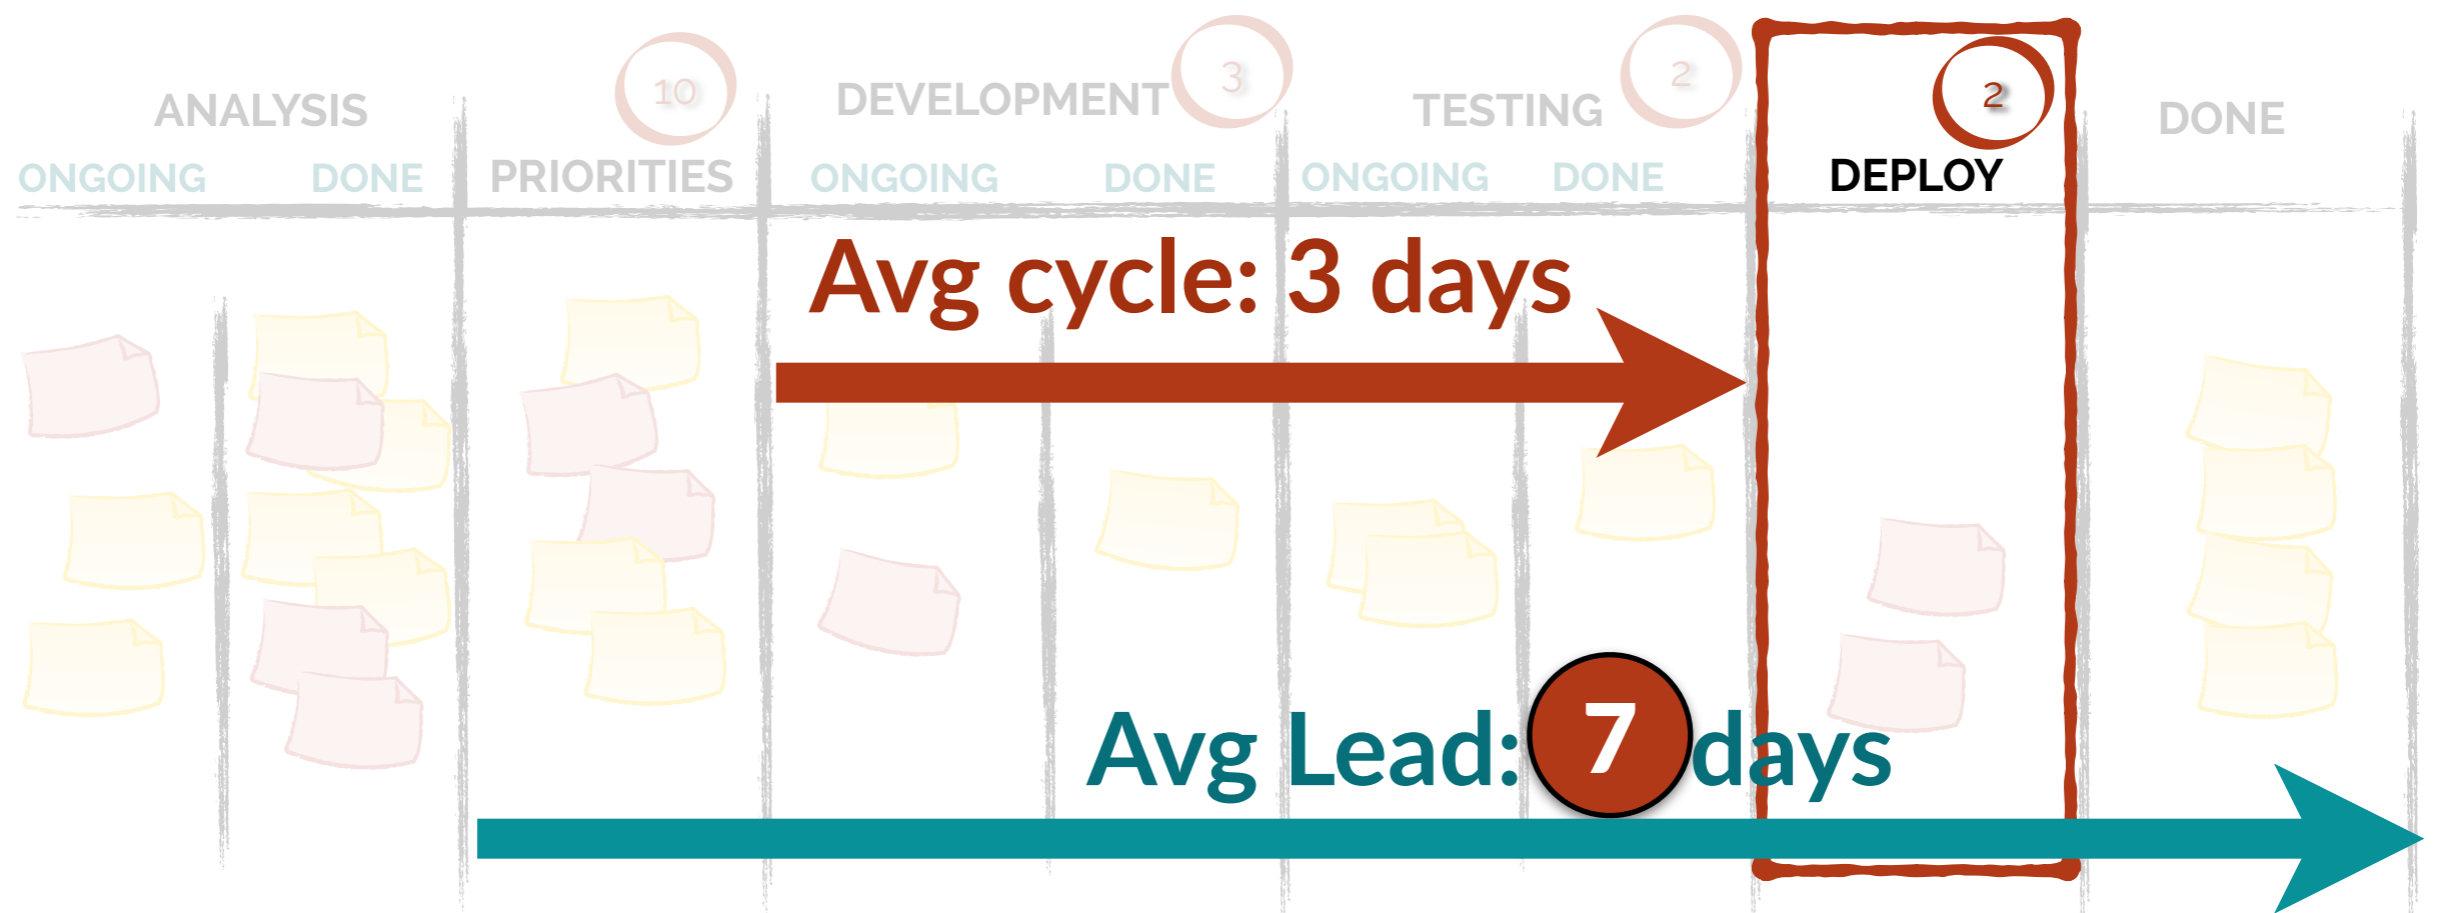 10
3
2
2
ANALYSIS
DEVELOPMENT
TESTING
DONE
ONGOING
DONE
PRIORITIES
ONGOING
DONE
ONGOING
DONE
DEPLOY
Avg cycle: 3 days
Avg Lead: 7 days